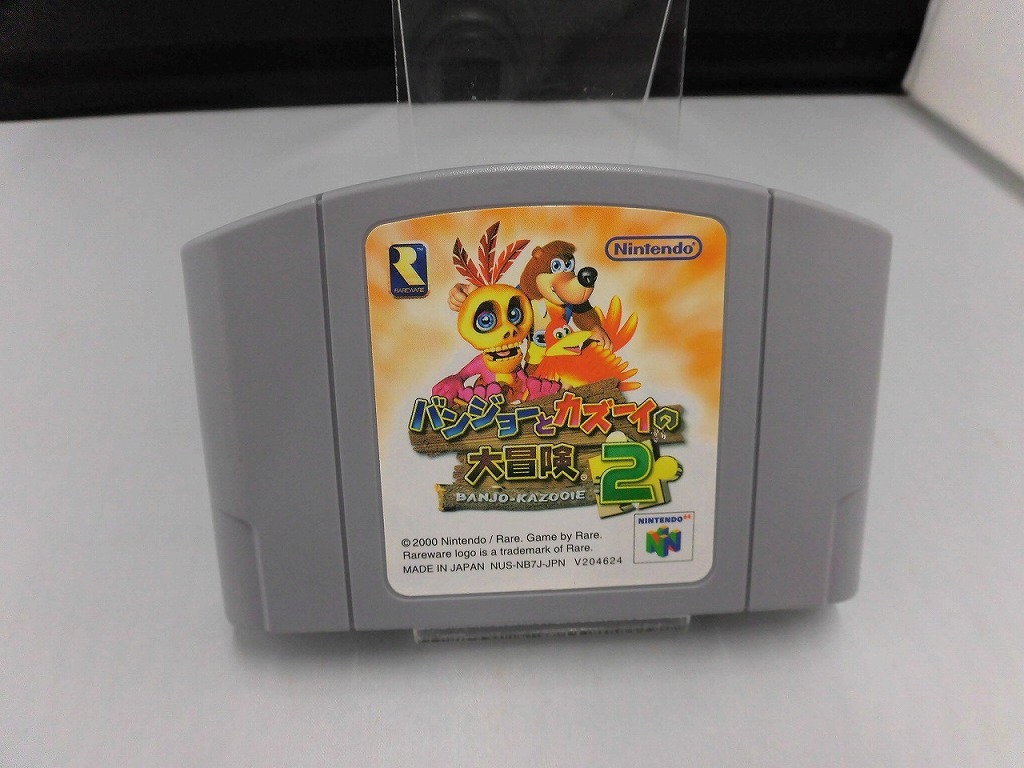 RAREWARE
Nintendo
バンジョーとカズーイの
大冒険2
BANJO-KAZOOIE
© 2000 Nintendo / Rare. Game by Rare.
Rareware logo is a trademark of Rare.
MADE IN JAPAN NUS-NB7J-JPN V204624
NINTENDO 64